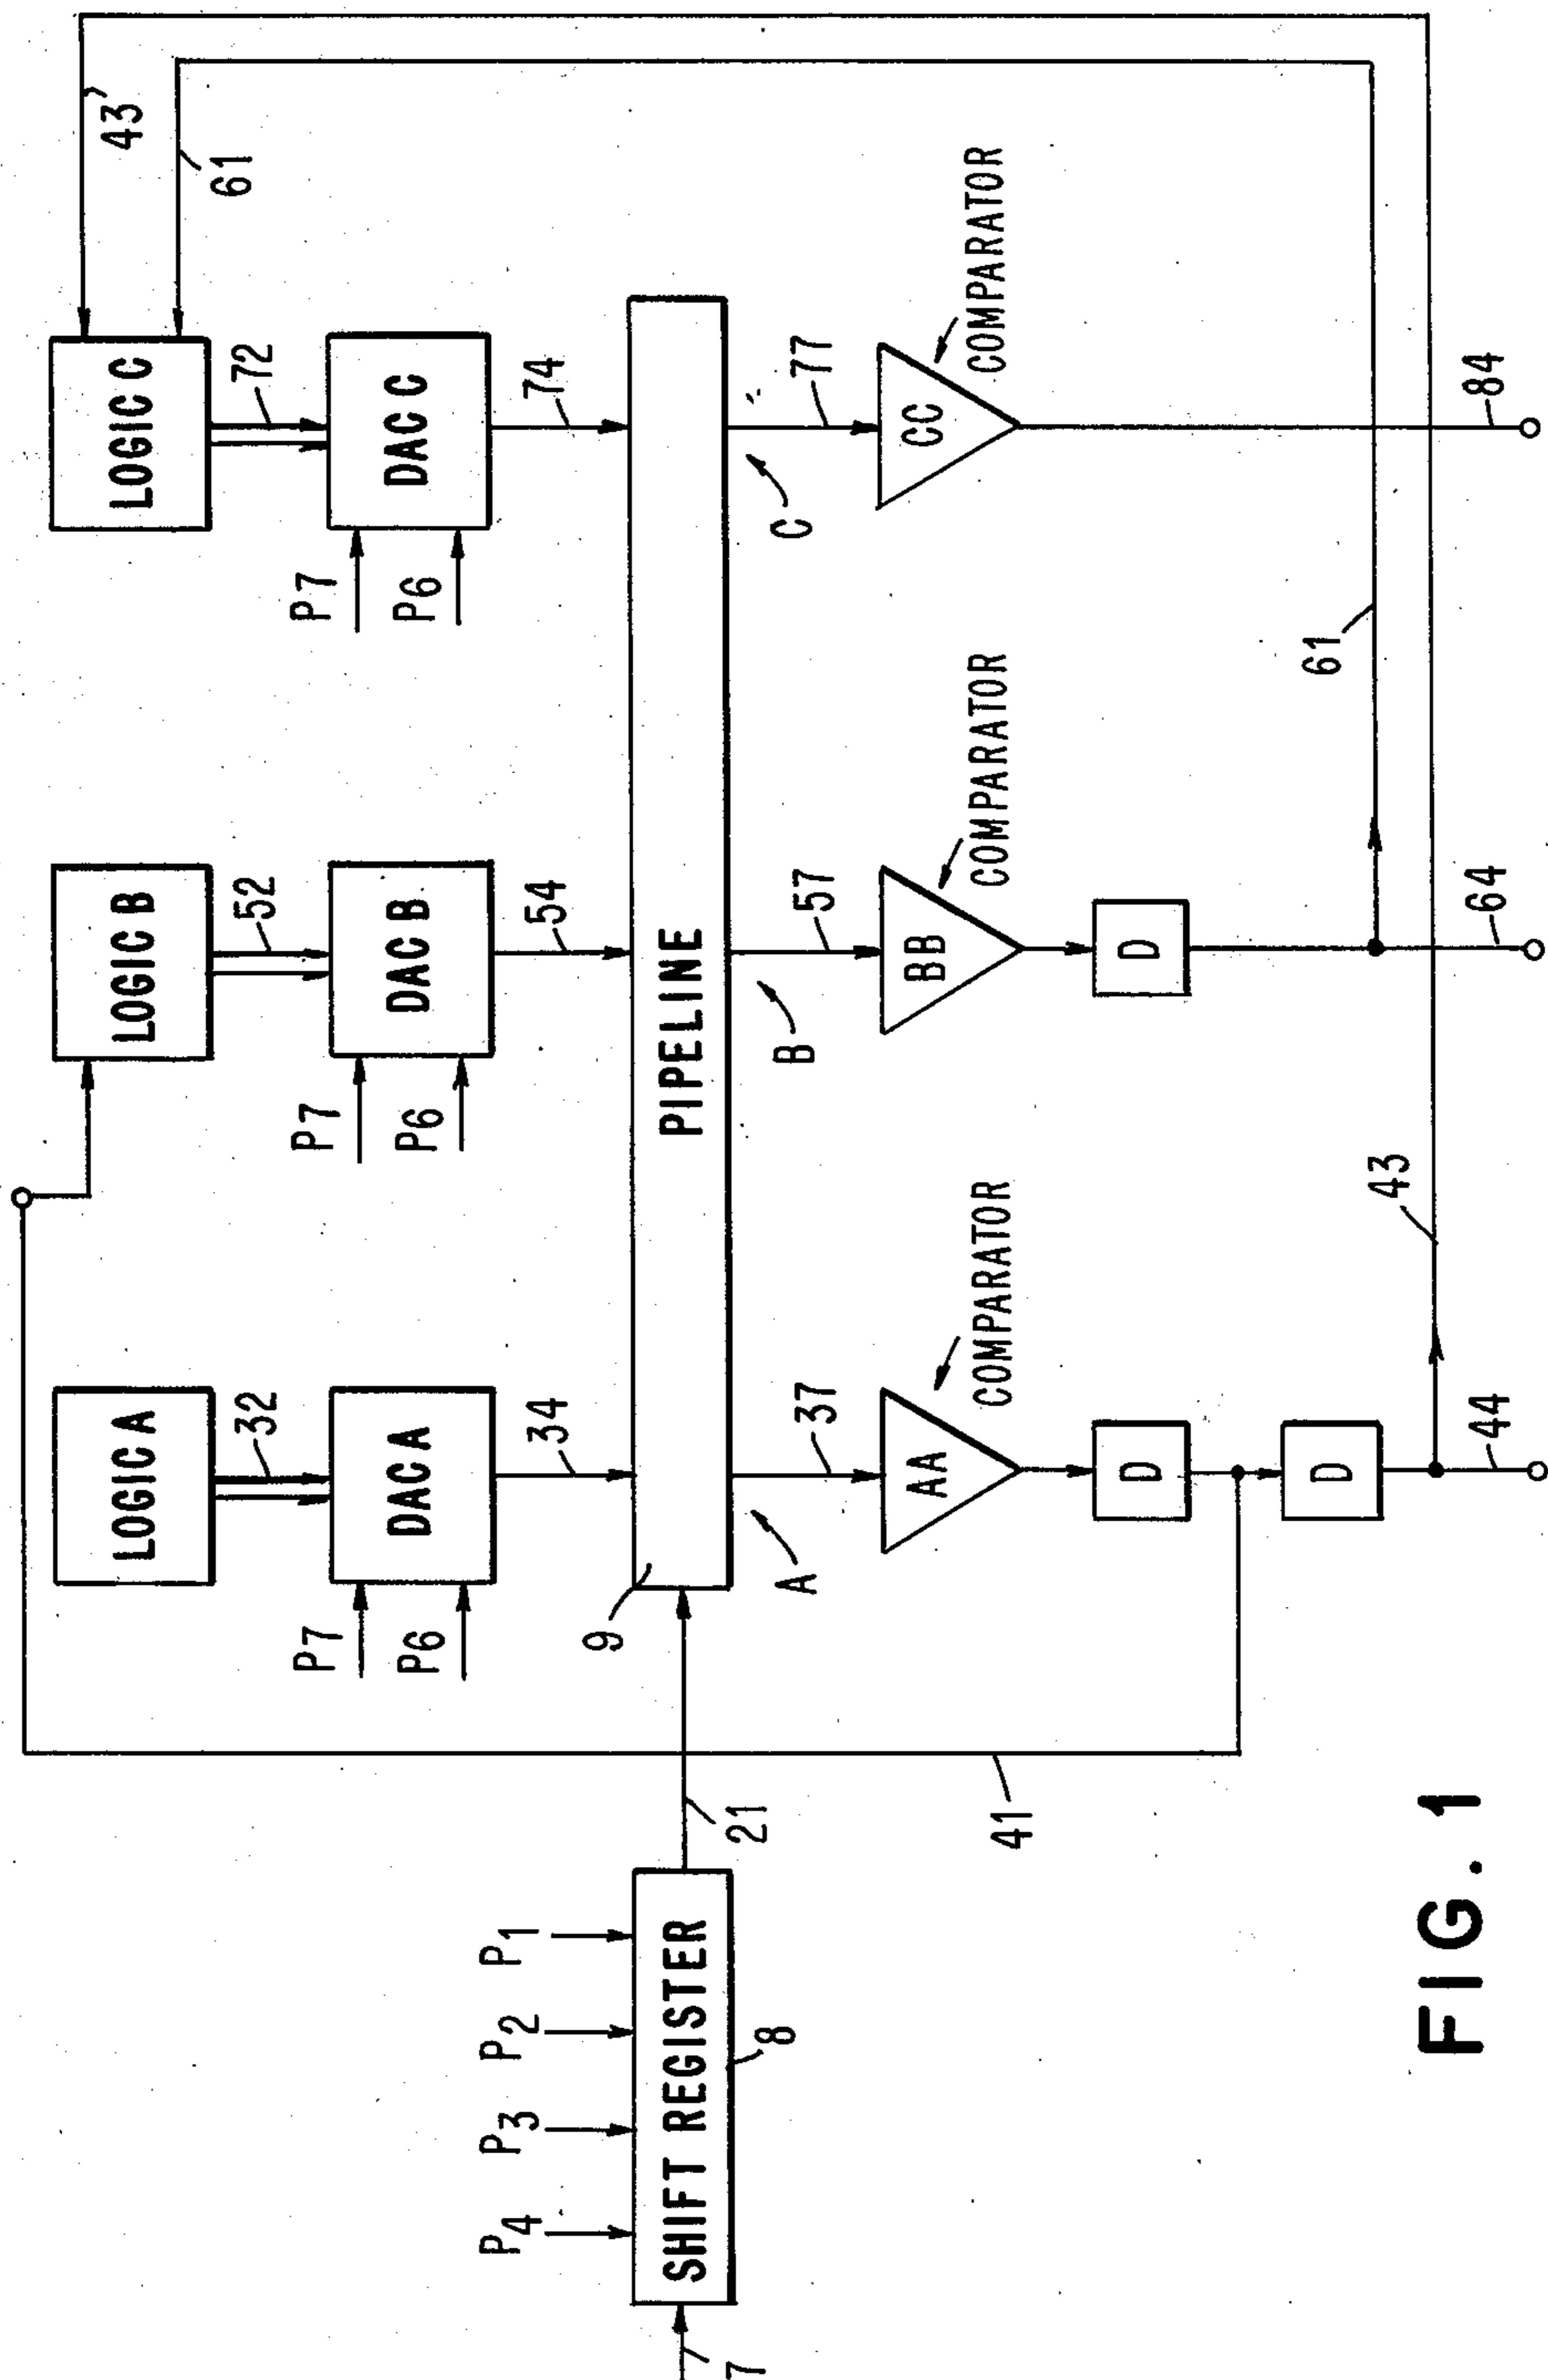 43
61
LOGIC A
LOGIC B
LOGIC C
32
52
72
P7
DAC A
P7
DAC B
P7
DAC C
P6
P6
P6
34
54
74
P4
P3
P2
P1
7
SHIFT REGISTER
8
21
9
PIPELINE
A
37
B
57
C
77
AA
COMPARATOR
BB
COMPARATOR
CC
COMPARATOR
41
D
D
D
61
43
44
64
84
FIG. 1